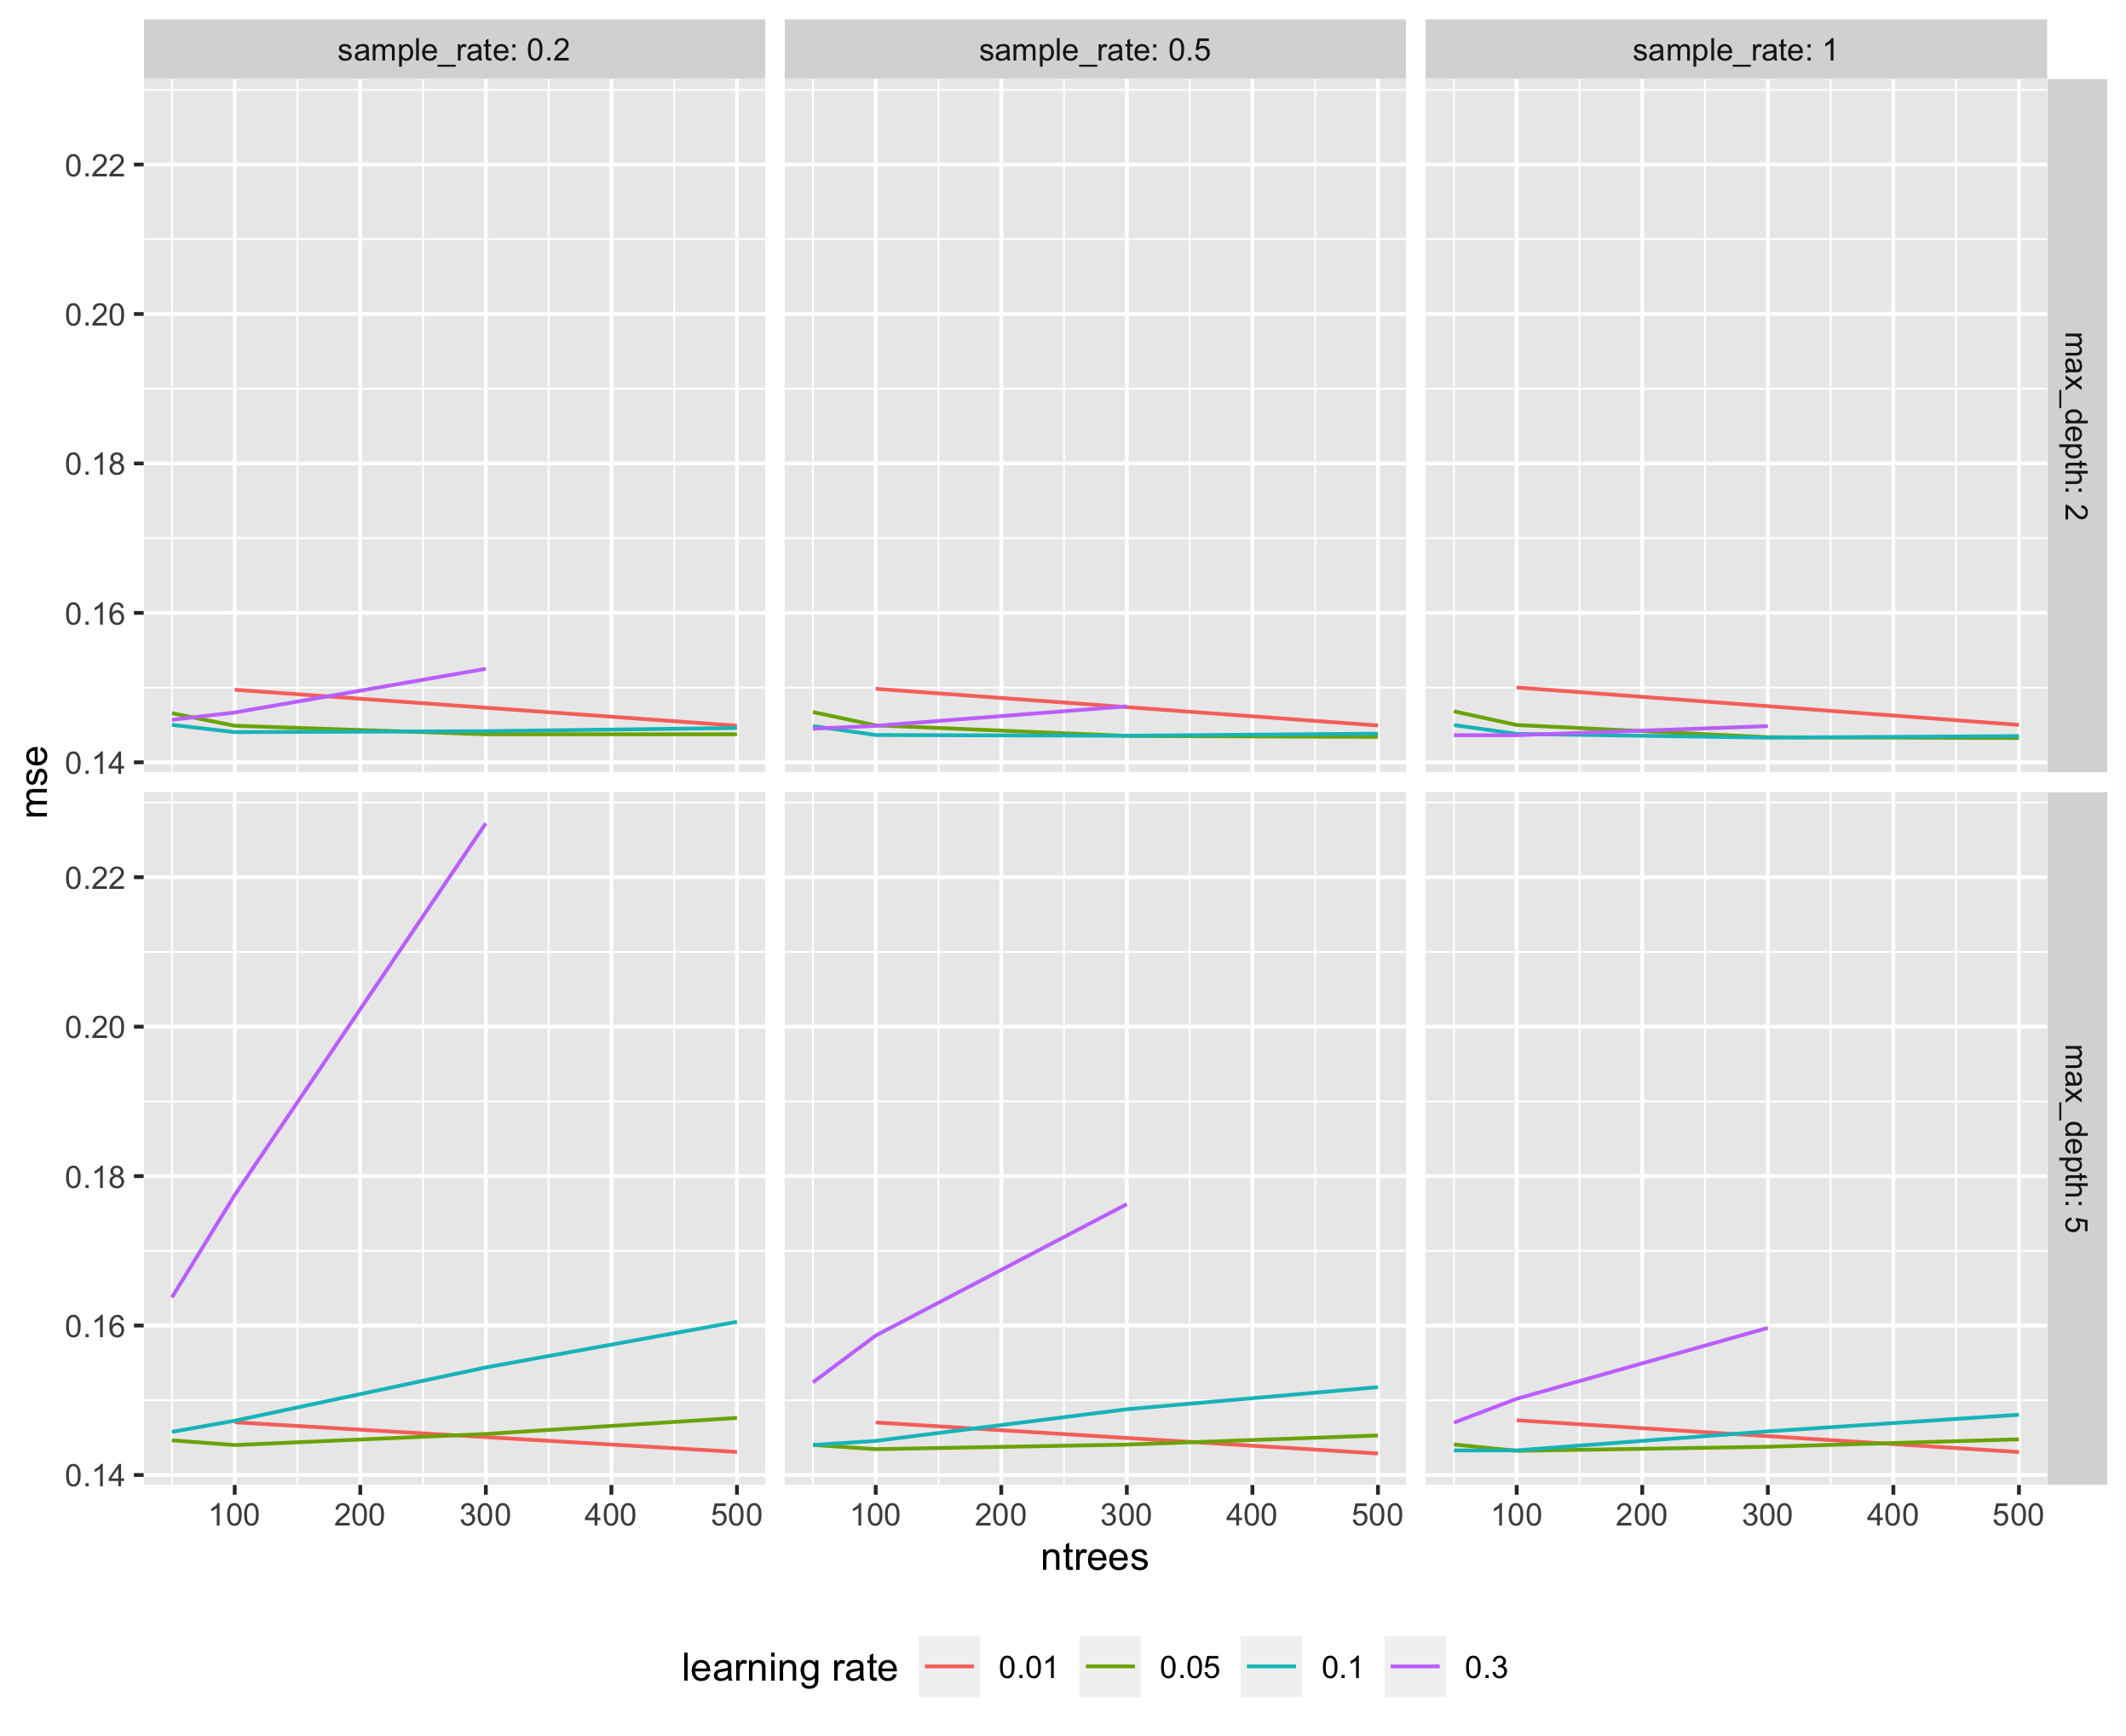 sample_rate: 0.2 sample_rate: 0.5 sample_rate: 1
0.22
0.20
0.18
0.16
0.14
max_depth: 2
mse
0.22
0.20
0.18
0.16
0.14
max_depth: 5
100 200 300 400 500 100 200 300 400 500 100 200 300 400 500
ntrees
learning rate 0.01 0.05 0.1 0.3